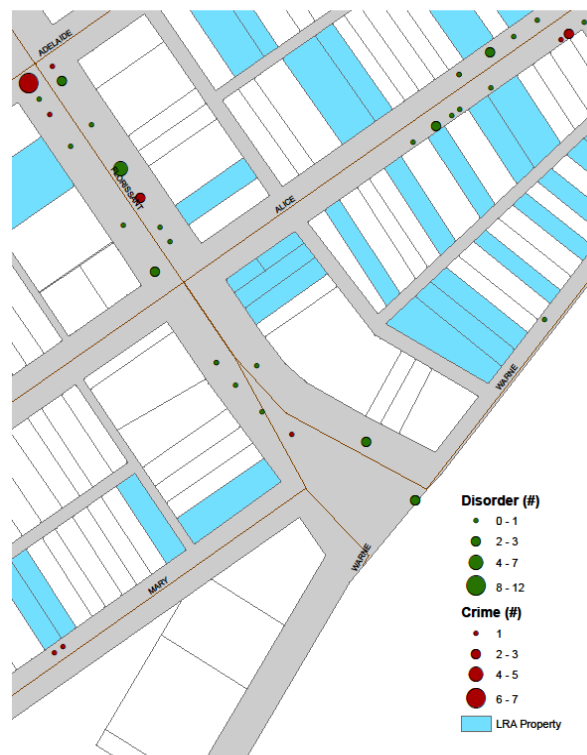 ADELAIDE
FLORISSANT
ALICE
WARNE
WARNE
MARY
Disorder (#)
0 - 1
2 - 3
4 - 7
8 - 12
Crime (#)
1
2 - 3
4 - 5
6 - 7
LRA Property